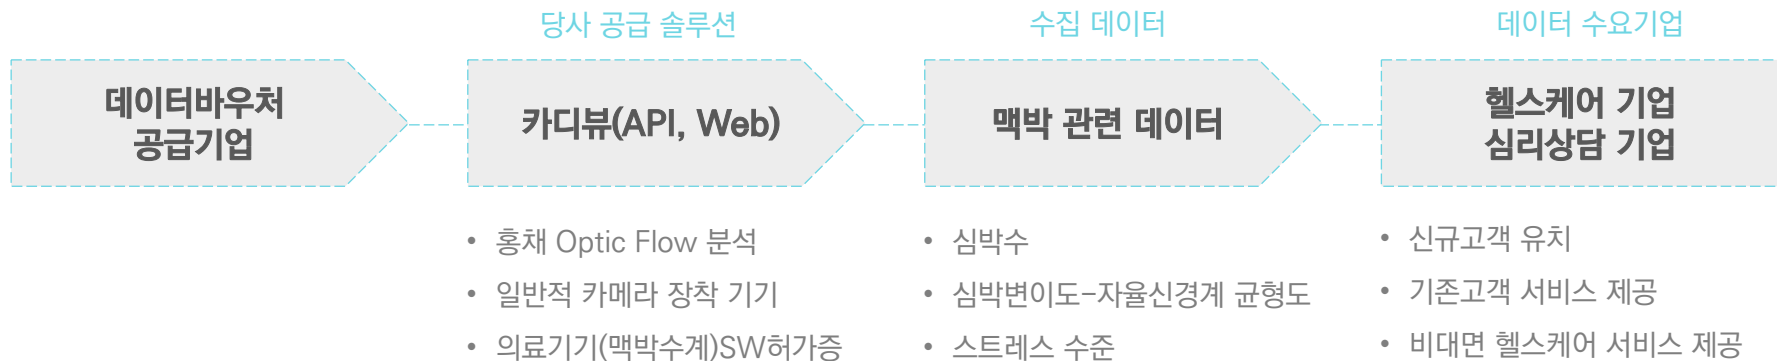 당사 공급 솔루션
수집 데이터
데이터 수요기업
데이터바우처
공급기업
카디뷰(API, Web)
맥박 관련 데이터
헬스케어 기업
심리상담 기업
• 홍채 Optic Flow 분석
• 일반적 카메라 장착 기기
• 의료기기(맥박수계)SW허가증
• 심박수
• 심박변이도-자율신경계 균형도
• 스트레스 수준
• 신규고객 유치
• 기존고객 서비스 제공
• 비대면 헬스케어 서비스 제공